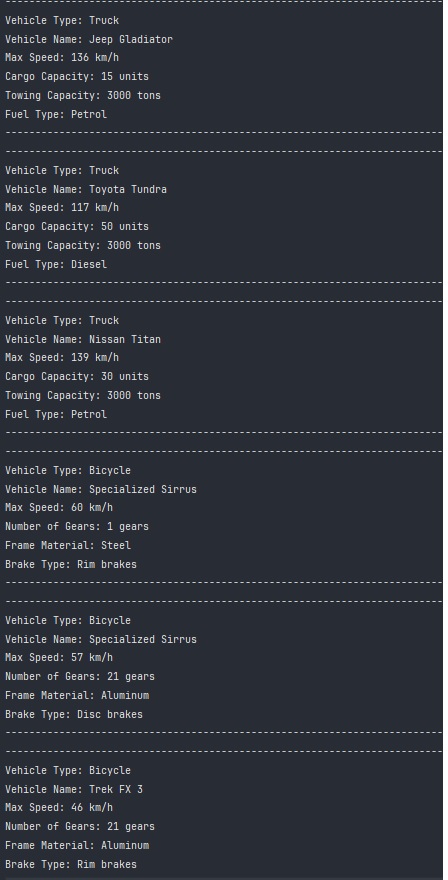 Vehicle Type: Truck
Vehicle Name: Jeep Gladiator
Max Speed: 136 km/h
Cargo Capacity: 15 units
Towing Capacity: 3000 tons
Fuel Type: Petrol
--------------------------------------------------------------------------
--------------------------------------------------------------------------
Vehicle Type: Truck
Vehicle Name: Toyota Tundra
Max Speed: 117 km/h
Cargo Capacity: 50 units
Towing Capacity: 3000 tons
Fuel Type: Diesel
--------------------------------------------------------------------------
--------------------------------------------------------------------------
Vehicle Type: Truck
Vehicle Name: Nissan Titan
Max Speed: 139 km/h
Cargo Capacity: 30 units
Towing Capacity: 3000 tons
Fuel Type: Petrol
--------------------------------------------------------------------------
--------------------------------------------------------------------------
Vehicle Type: Bicycle
Vehicle Name: Specialized Sirrus
Max Speed: 60 km/h
Number of Gears: 1 gears
Frame Material: Steel
Brake Type: Rim brakes
--------------------------------------------------------------------------
--------------------------------------------------------------------------
Vehicle Type: Bicycle
Vehicle Name: Specialized Sirrus
Max Speed: 57 km/h
Number of Gears: 21 gears
Frame Material: Aluminum
Brake Type: Disc brakes
--------------------------------------------------------------------------
--------------------------------------------------------------------------
Vehicle Type: Bicycle
Vehicle Name: Trek FX 3
Max Speed: 46 km/h
Number of Gears: 21 gears
Frame Material: Aluminum
Brake Type: Rim brakes